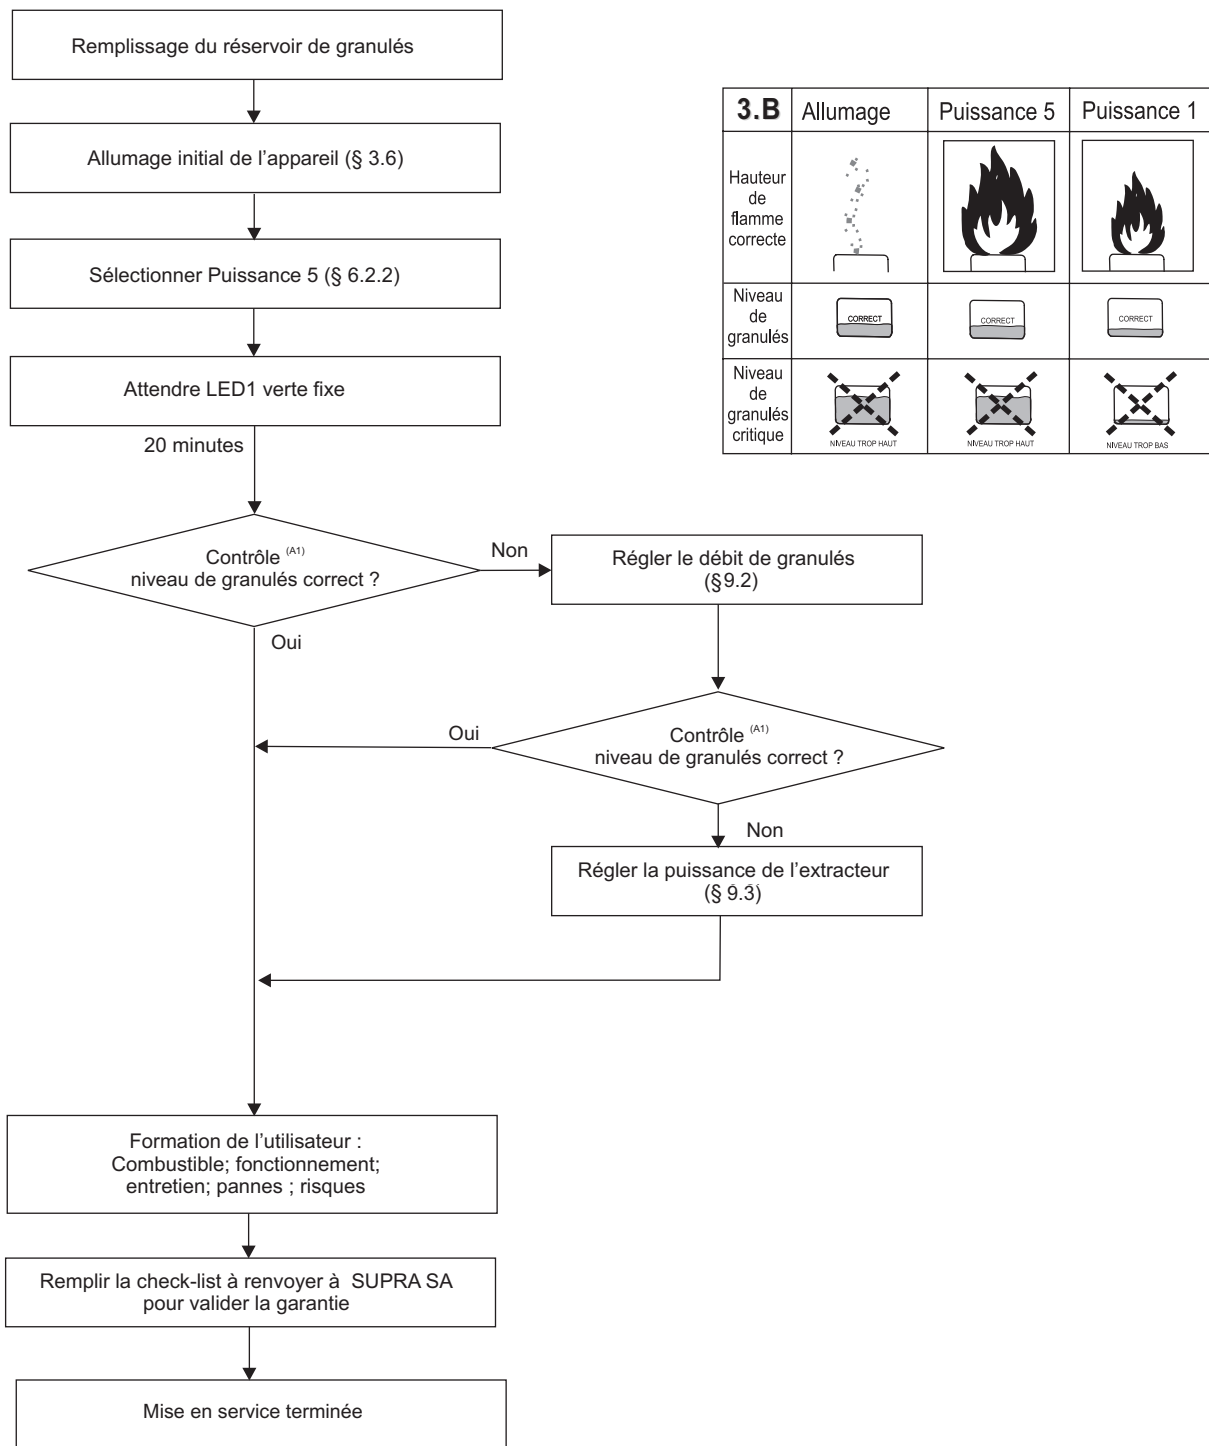 Remplissage du réservoir de granulés
Allumage initial de l'appareil (§ 3.6)
Sélectionner Puissance 5 (§ 6.2.2)
Attendre LED1 verte fixe
20 minutes
Contrôle (A1)
niveau de granulés correct ?
Non
Oui
Régler le débit de granulés
(§9.2)
Contrôle (A1)
niveau de granulés correct ?
Oui
Non
Régler la puissance de l'extracteur
(§ 9.3)
Formation de l'utilisateur :
Combustible; fonctionnement;
entretien; pannes ; risques
Remplir la check-list à renvoyer à SUPRA SA
pour valider la garantie
Mise en service terminée
3.B
Allumage
Puissance 5
Puissance 1
Hauteur
de
flamme
correcte
Niveau
de
granulés
CORRECT
CORRECT
CORRECT
Niveau
de
granulés
critique
NIVEAU TROP HAUT
NIVEAU TROP HAUT
NIVEAU TROP BAS